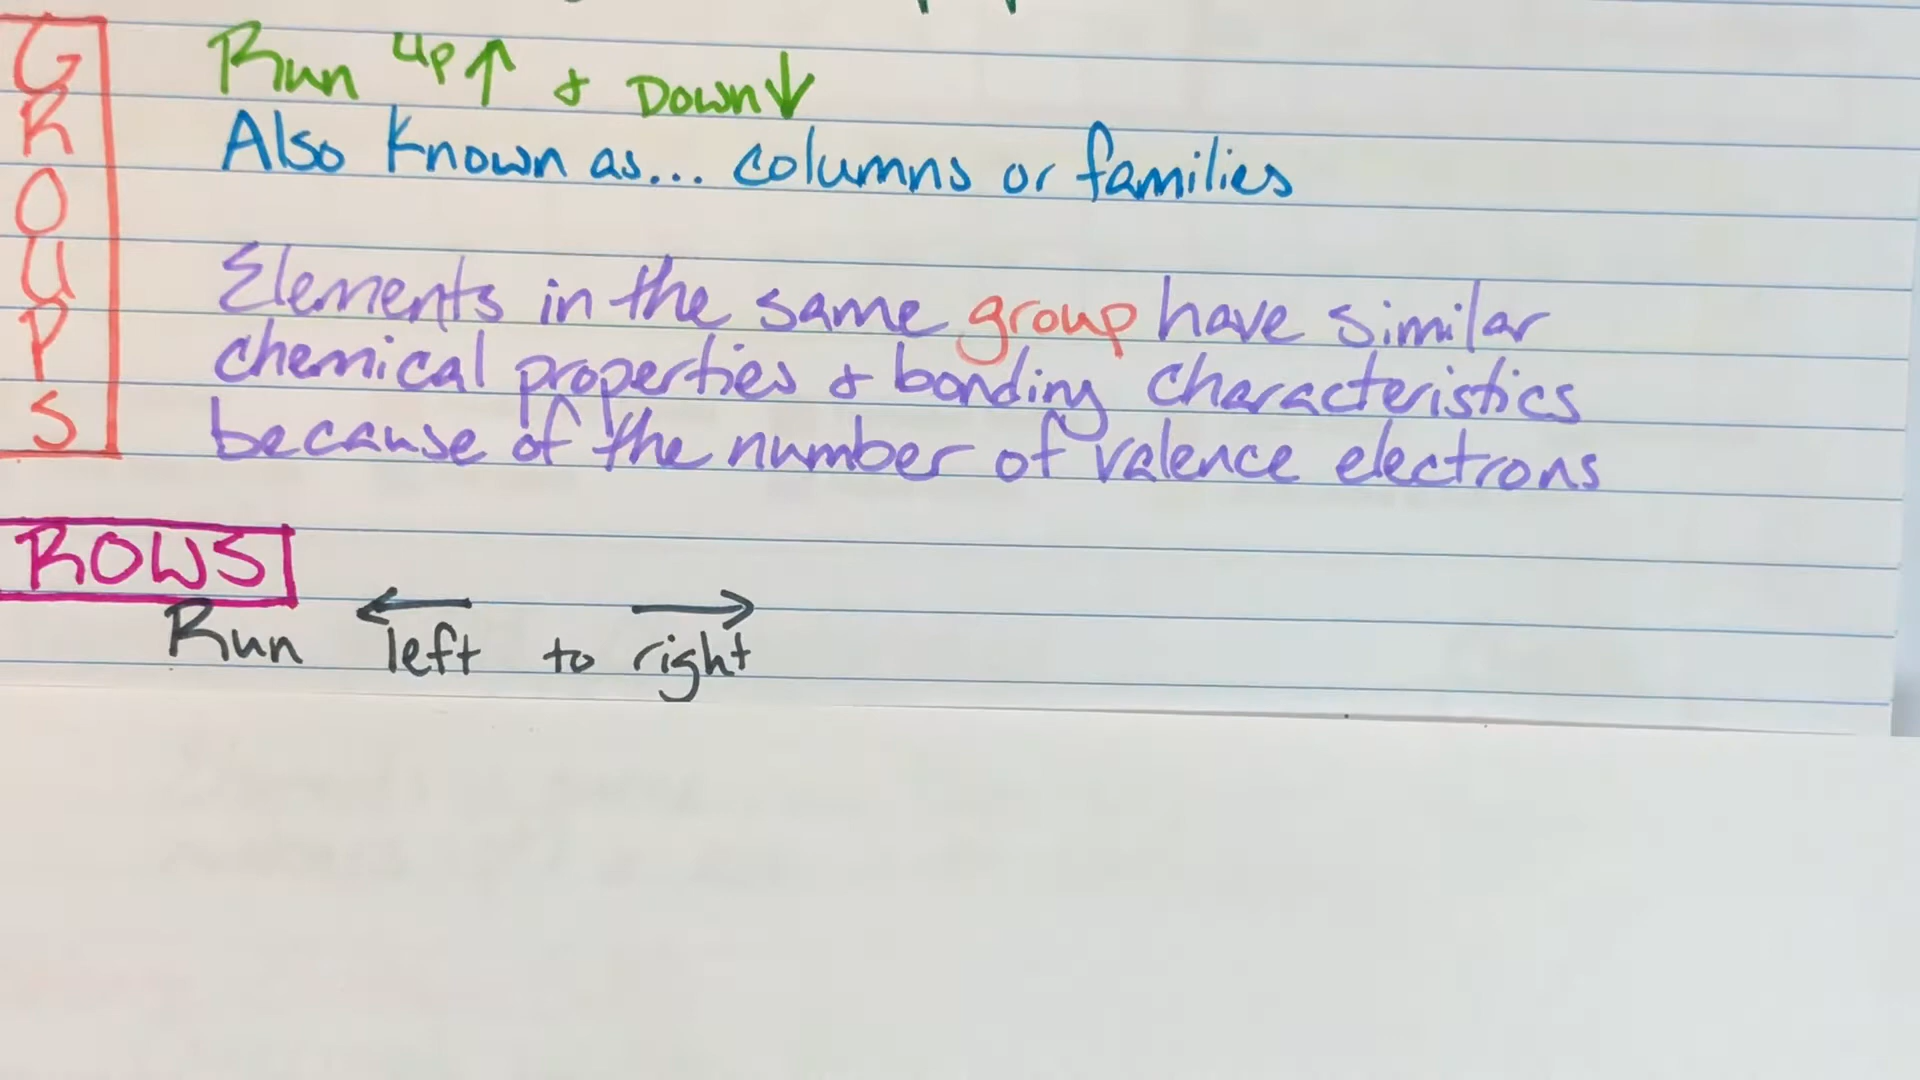 GROUPS
Run up ↑ & Down ↓
Also Known as... columns or families
Elements in the same group have similar
chemical properties & bonding characteristics
because of the number of valence electrons
ROWS
Run left to right